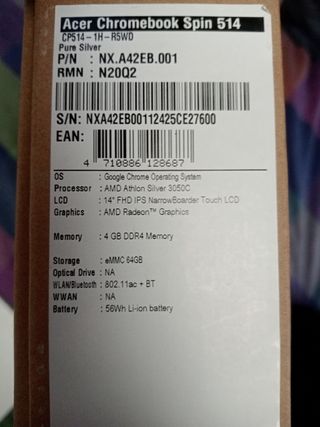 Acer Chromebook Spin 514
CP514-1H-R5WD
Pure Silver
P/N : NX.A42EB.001
RMN : N20Q2
S/N: NXA42EB00112425CE27600
EAN:
4 710886 128687
OS : Google Chrome Operating System
Processor : AMD Athlon Silver 3050C
LCD : 14" FHD IPS NarrowBoarder Touch LCD
Graphics : AMD Radeon™ Graphics
Memory : 4 GB DDR4 Memory
Storage : eMMC 64GB
Optical Drive : NA
WLAN/Bluetooth : 802.11ac + BT
WWAN : NA
Battery : 56Wh Li-ion battery